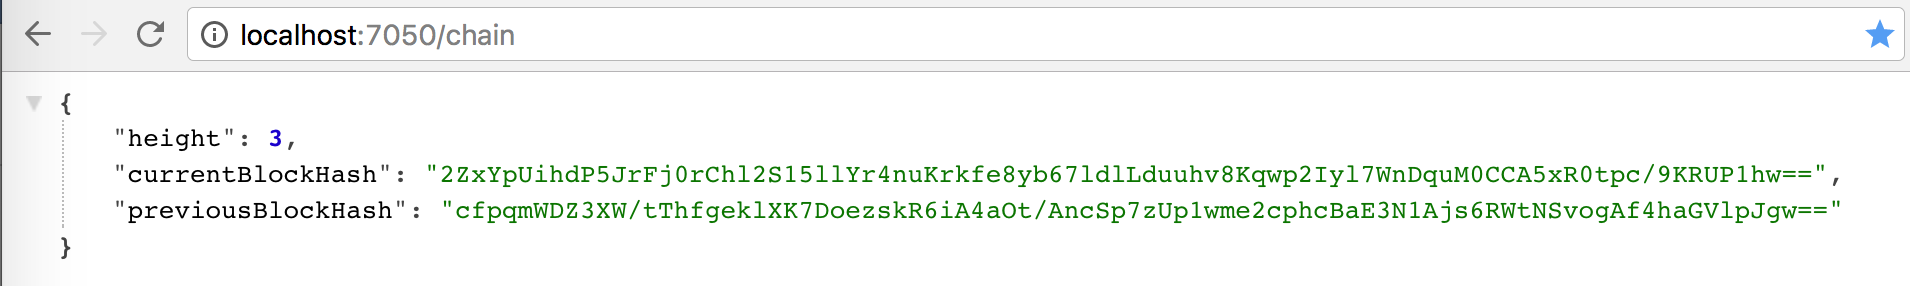 localhost:7050/chain
{
"height": 3,
"currentBlockHash": "2ZxYpUihdP5JrFj0rChl2S15llYr4nuKrkfe8yb67ldlLduuhv8Kqwp2Iyl7WnDquM0CCA5xR0tpc/9KRUP1hw==",
"previousBlockHash": "cfpqmWDZ3XW/tThfgeklXK7DoezskR6iA4aOt/AncSp7zUp1wme2cphcBaE3N1Ajs6RWtNSvogAf4haGVlpJgw=="
}